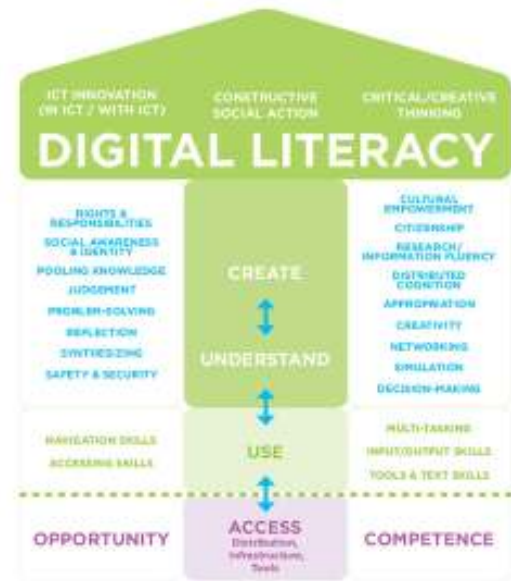 ICT INNOVATION
(IN ICT / WITH ICT)
CONSTRUCTIVE
SOCIAL ACTION
CRITICAL/CREATIVE
THINKING
DIGITAL LITERACY
RIGHTS &
RESPONSIBILITIES
SOCIAL AWARENESS
& IDENTITY
POOLING KNOWLEDGE
JUDGEMENT
PROBLEM-SOLVING
REFLECTION
SYNTHESIZING
SAFETY & SECURITY
CREATE
UNDERSTAND
CULTURAL
EMPOWERMENT
CITIZENSHIP
RESEARCH/
INFORMATION FLUENCY
DISTRIBUTED
COGNITION
APPROPRIATION
CREATIVITY
NETWORKING
SIMULATION
DECISION-MAKING
NAVIGATION SKILLS
ACCESSING SKILLS
USE
MULTI-TASKING
INPUT/OUTPUT SKILLS
TOOLS & TEXT SKILLS
OPPORTUNITY
ACCESS
Distribution,
Infrastructure,
Tools
COMPETENCE